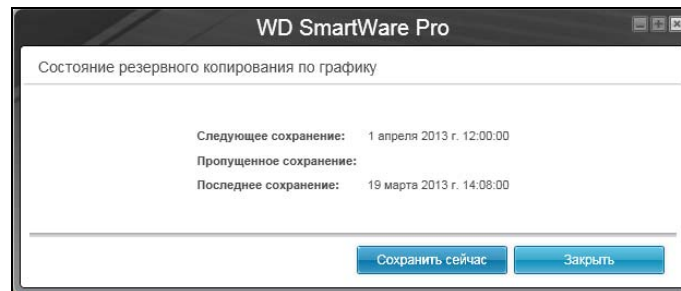 WD SmartWare Pro
Состояние резервного копирования по графику
Следующее сохранение: 1 апреля 2013 г. 12:00:00
Пропущенное сохранение:
Последнее сохранение: 19 марта 2013 г. 14:08:00
Сохранить сейчас Закрыть